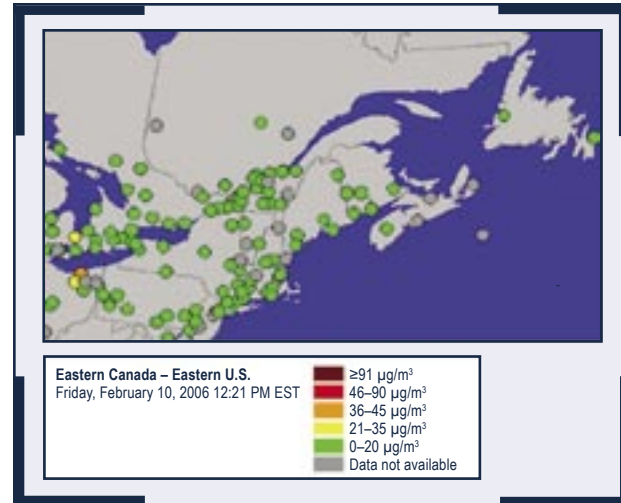 Eastern Canada – Eastern U.S.
Friday, February 10, 2006 12:21 PM EST
≥91 µg/m³
46–90 µg/m³
36–45 µg/m³
21–35 µg/m³
0–20 µg/m³
Data not available